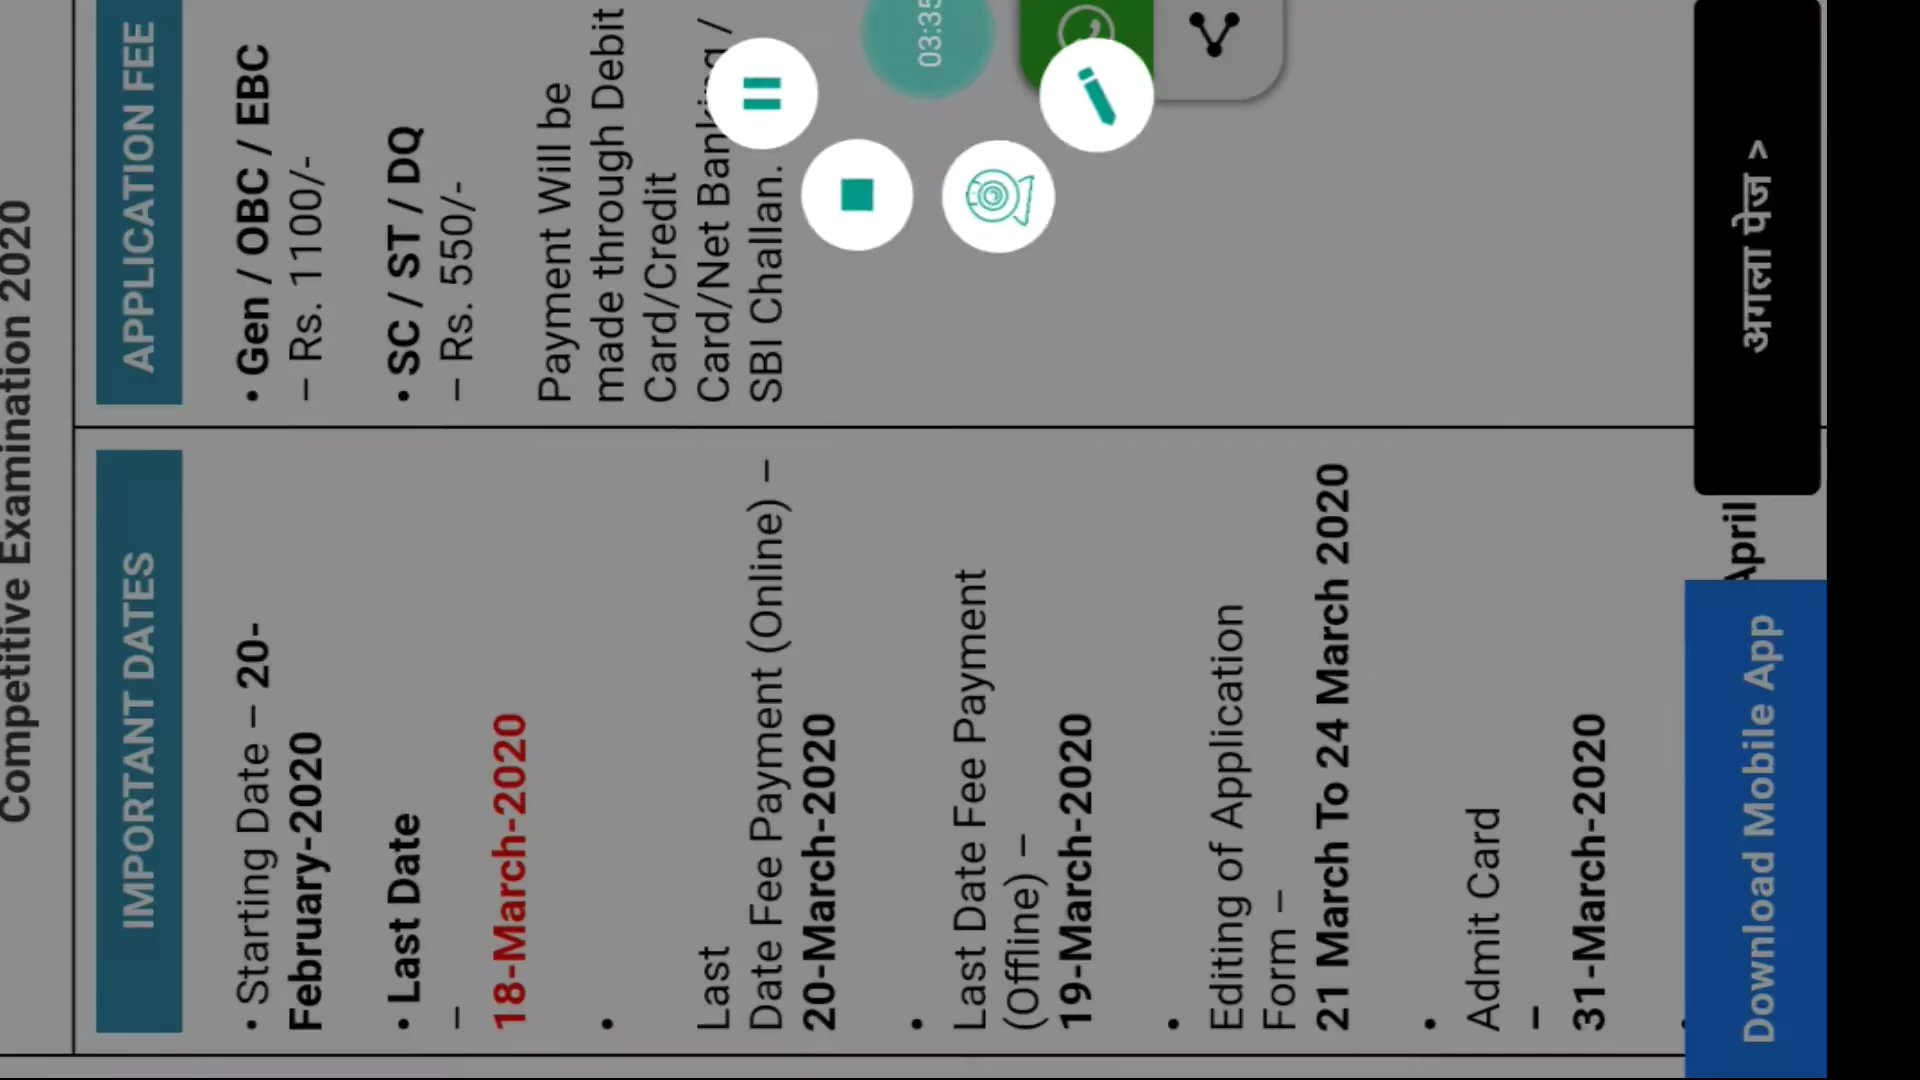 Competitive Examination 2020
IMPORTANT DATES
• Starting Date – 20-
February-2020
• Last Date
–
18-March-2020
•
Last
Date Fee Payment (Online) –
20-March-2020
•
Last Date Fee Payment
(Offline) –
19-March-2020
•
Editing of Application
Form –
21 March To 24 March 2020
•
Admit Card
–
31-March-2020
April
APPLICATION FEE
• Gen / OBC / EBC
– Rs. 1100/-
• SC / ST / DQ
– Rs. 550/-
Payment Will be
made through Debit
Card/Credit
Card/Net Banking /
SBI Challan.
03:35
अगला पेज >
Download Mobile App